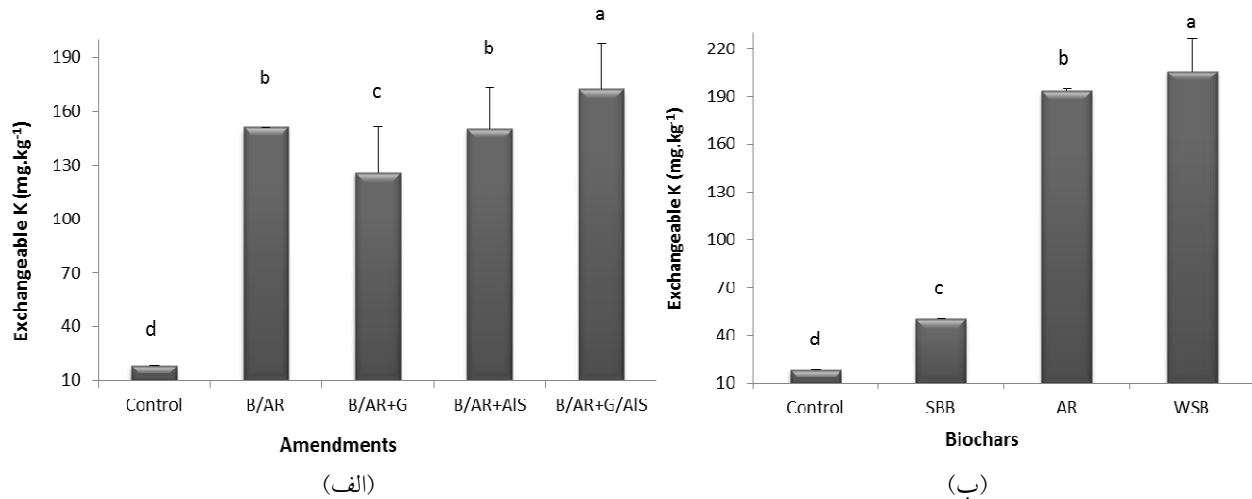 Exchangeable K (mg.kg-1)
190
160
130
100
70
40
10
d
b
c
b
a
Control
B/AR
B/AR+G
B/AR+AlS
B/AR+G/AlS
Amendments
(الف)
Exchangeable K (mg.kg-1)
220
190
160
130
100
70
40
10
d
c
b
a
Control
SBB
AR
WSB
Biochars
(ب)